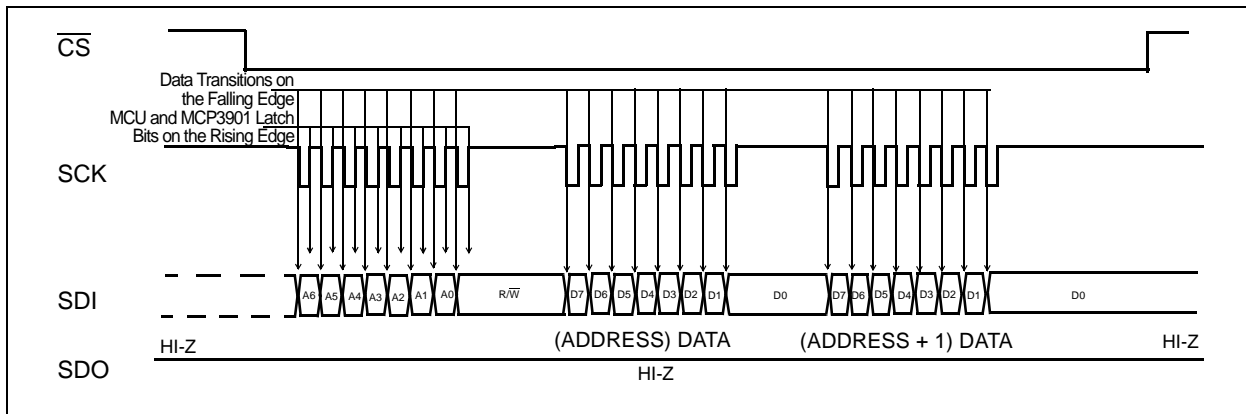 CS
Data Transitions on
the Falling Edge
MCU and MCP3901 Latch
Bits on the Rising Edge
SCK
SDI
A6 A5 A4 A3 A2 A1 A0 R/W D7 D6 D5 D4 D3 D2 D1 D0 D7 D6 D5 D4 D3 D2 D1 D0
(ADDRESS) DATA (ADDRESS + 1) DATA
HI-Z HI-Z
SDO HI-Z